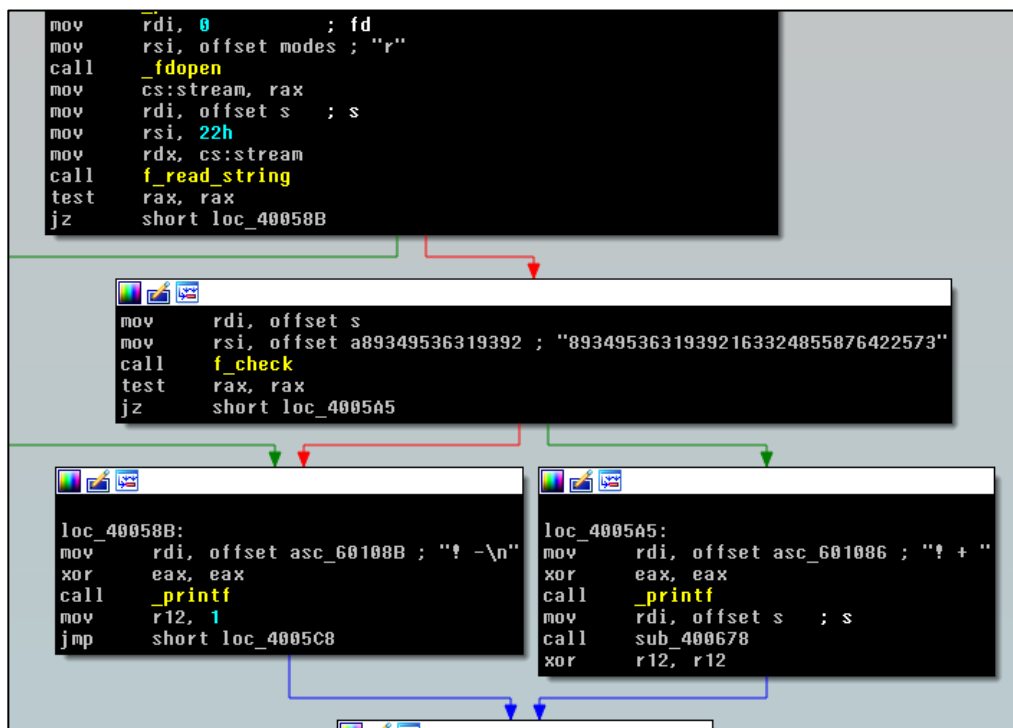 mov rdi, 0 ; fd
mov rsi, offset modes ; "r"
call _fdopen
mov cs:stream, rax
mov rdi, offset s ; s
mov rsi, 22h
mov rdx, cs:stream
call f_read_string
test rax, rax
jz short loc_40058B
mov rdi, offset s
mov rsi, offset a89349536319392 ; "89349536319392163324855876422573"
call f_check
test rax, rax
jz short loc_4005A5
loc_40058B:
mov rdi, offset asc_60108B ; "! -\n"
xor eax, eax
call _printf
mov r12, 1
jmp short loc_4005C8
loc_4005A5:
mov rdi, offset asc_601086 ; "! + "
xor eax, eax
call _printf
mov rdi, offset s ; s
call sub_400678
xor r12, r12